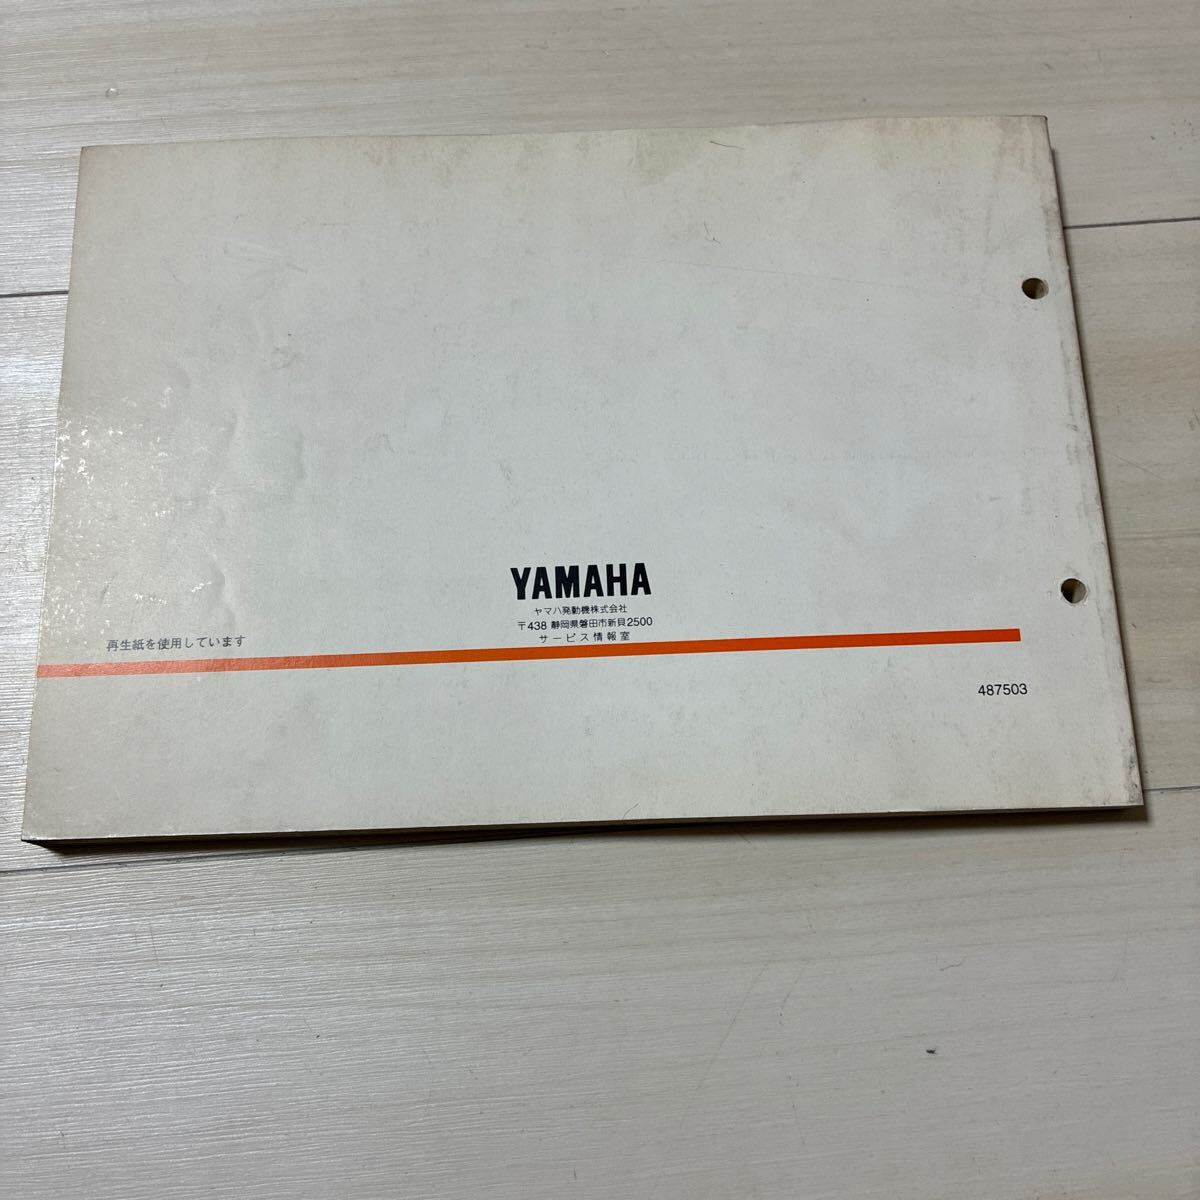 YAMAHA
ヤマハ発動機株式会社
〒438 静岡県磐田市新貝2500
サービス情報室
再生紙を使用しています
487503